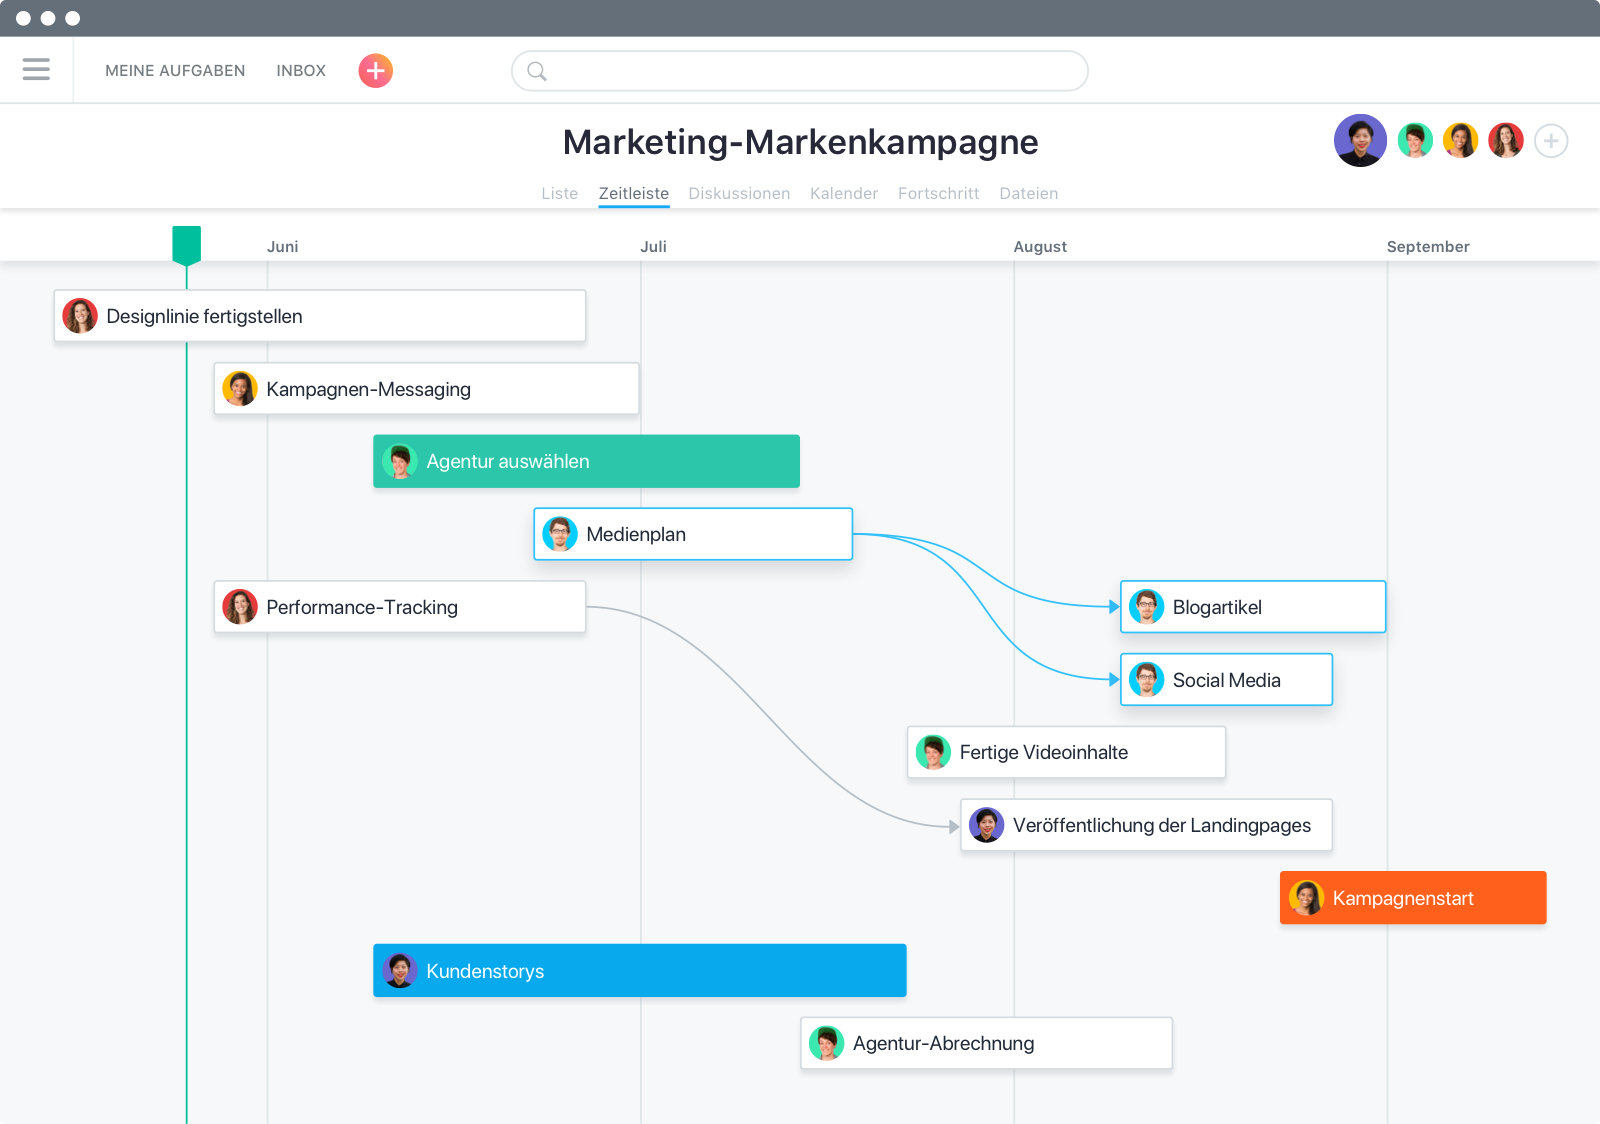 MEINE AUFGABEN INBOX
Marketing-Markenkampagne
Liste Zeitleiste Diskussionen Kalender Fortschritt Dateien
Juni Juli August September
Designlinie fertigstellen
Kampagnen-Messaging
Agentur auswählen
Medienplan
Performance-Tracking
Blogartikel
Social Media
Fertige Videoinhalte
Veröffentlichung der Landingpages
Kampagnenstart
Kundenstorys
Agentur-Abrechnung